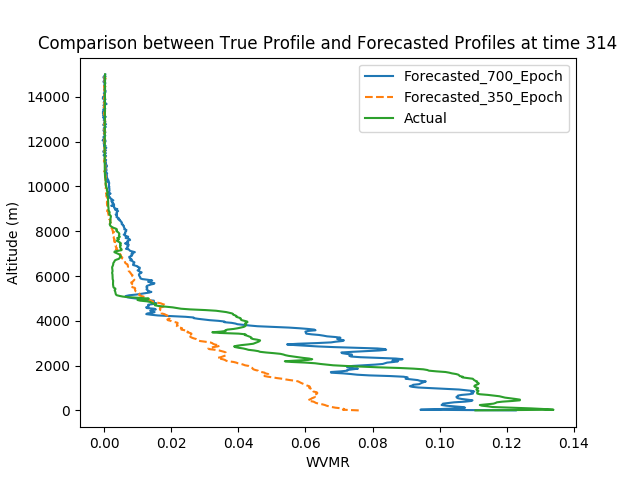 Comparison between True Profile and Forecasted Profiles at time 314
Forecasted_700_Epoch
Forecasted_350_Epoch
Actual
Altitude (m)
14000
12000
10000
8000
6000
4000
2000
0
0.00 0.02 0.04 0.06 0.08 0.10 0.12 0.14
WVMR